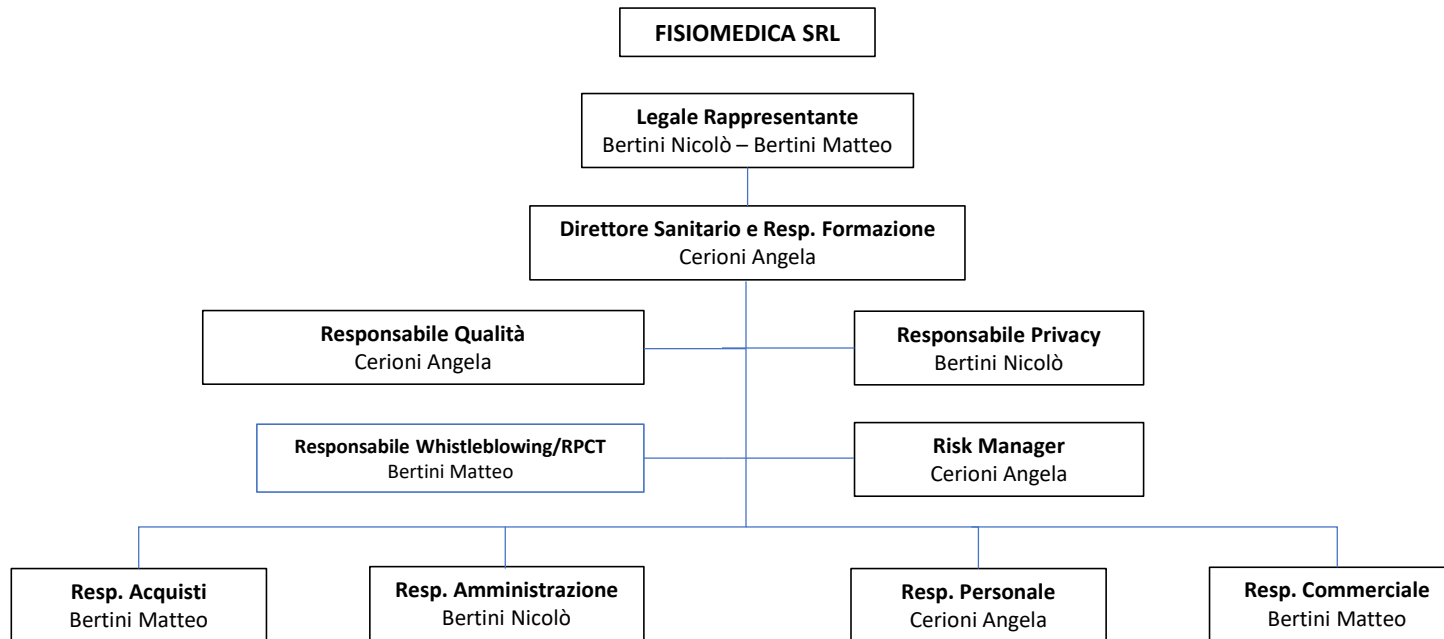 FISIOMEDICA SRL
Legale Rappresentante
Bertini Nicolò – Bertini Matteo
Direttore Sanitario e Resp. Formazione
Cerioni Angela
Responsabile Qualità
Cerioni Angela
Responsabile Privacy
Bertini Nicolò
Responsabile Whistleblowing/RPCT
Bertini Matteo
Risk Manager
Cerioni Angela
Resp. Acquisti
Bertini Matteo
Resp. Amministrazione
Bertini Nicolò
Resp. Personale
Cerioni Angela
Resp. Commerciale
Bertini Matteo